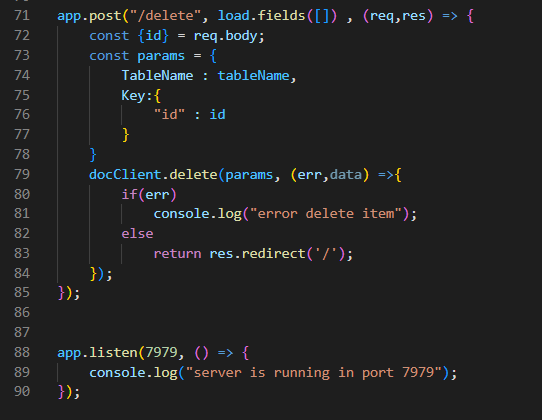 71 app.post("/delete", load.fields([]) , (req,res) => {
72     const {id} = req.body;
73     const params = {
74         TableName : tableName,
75         Key:{
76             "id" : id
77         }
78     }
79     docClient.delete(params, (err,data) =>{
80         if(err)
81             console.log("error delete item");
82         else
83             return res.redirect('/');
84     });
85 });
86
87
88 app.listen(7979, () => {
89     console.log("server is running in port 7979");
90 });